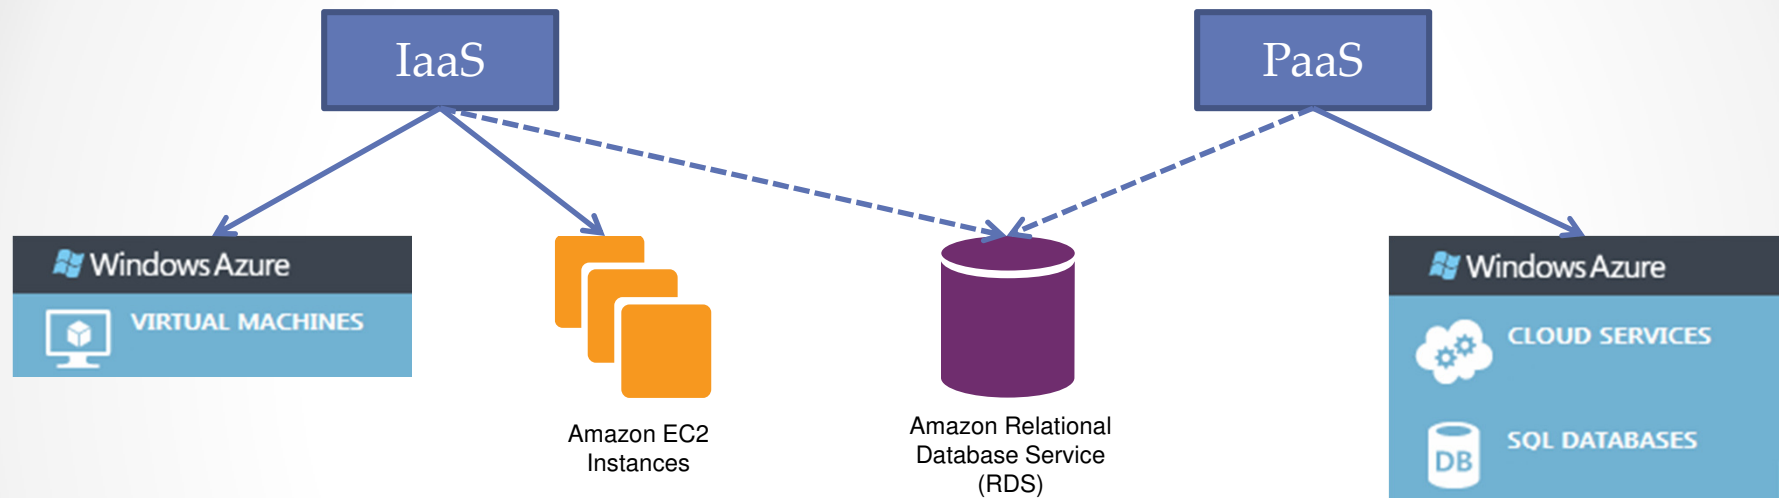 IaaS
PaaS
Windows Azure
VIRTUAL MACHINES
Amazon EC2
Instances
Amazon Relational
Database Service
(RDS)
Windows Azure
CLOUD SERVICES
DB
SQL DATABASES